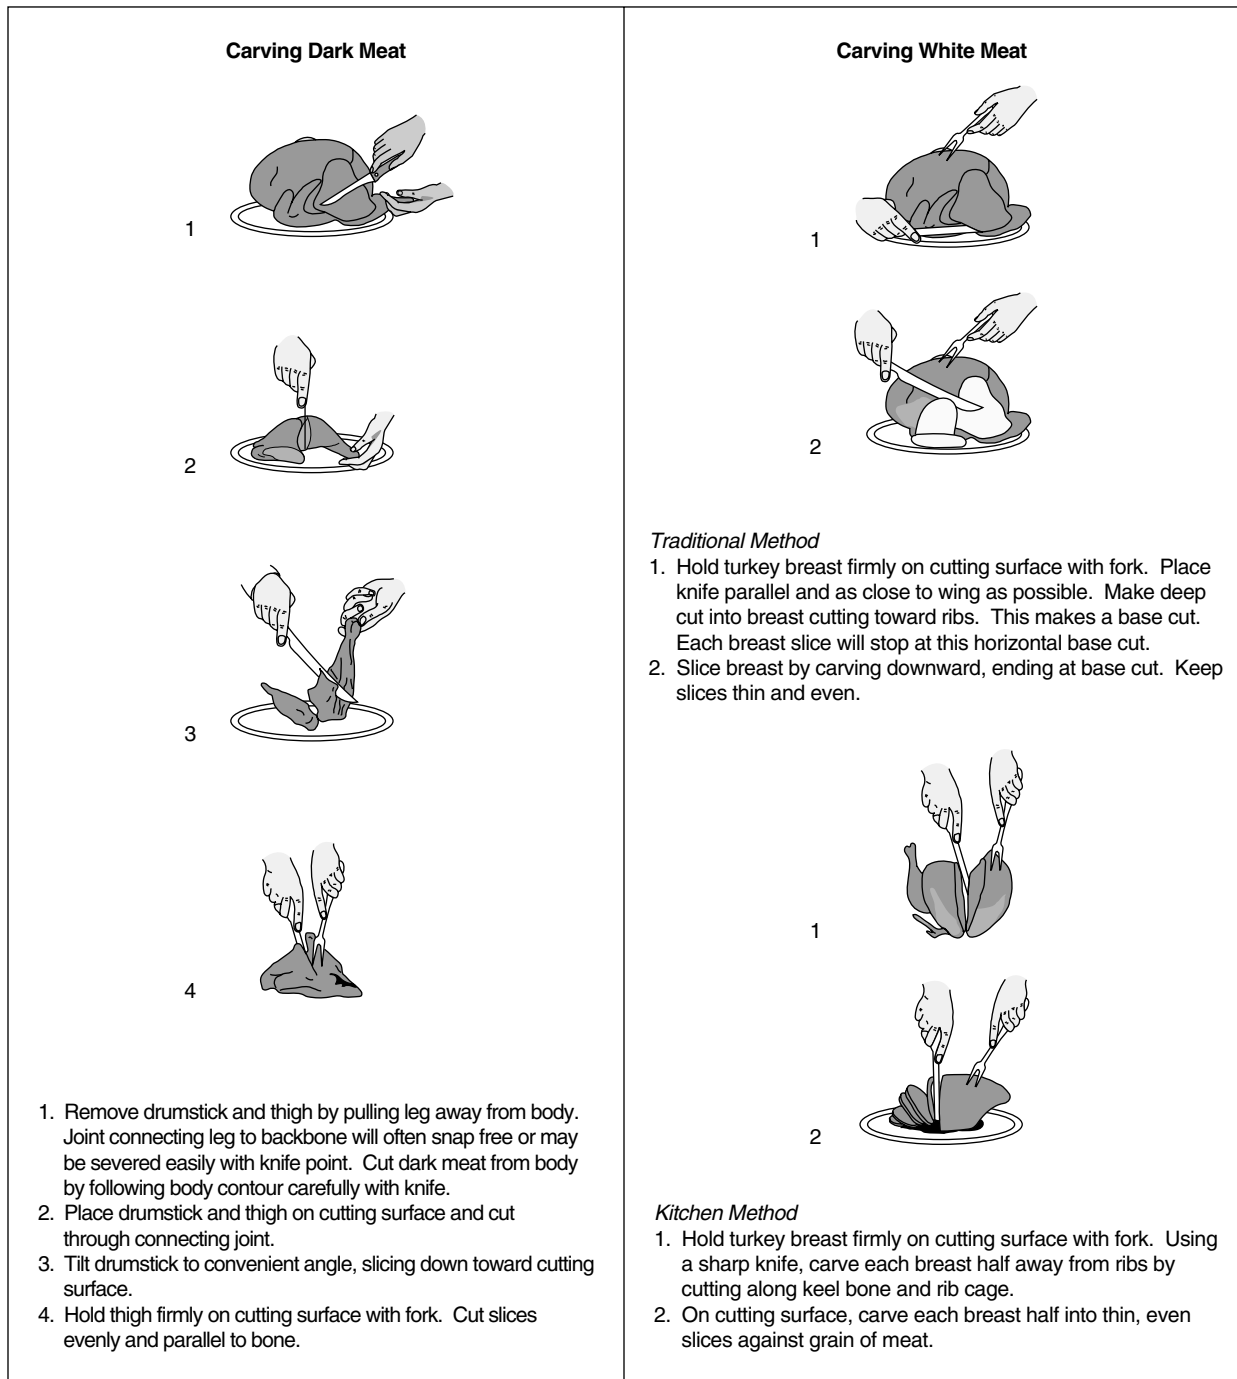 Carving Dark Meat
1
2
3
4
1. Remove drumstick and thigh by pulling leg away from body.
Joint connecting leg to backbone will often snap free or may
be severed easily with knife point. Cut dark meat from body
by following body contour carefully with knife.
2. Place drumstick and thigh on cutting surface and cut
through connecting joint.
3. Tilt drumstick to convenient angle, slicing down toward cutting
surface.
4. Hold thigh firmly on cutting surface with fork. Cut slices
evenly and parallel to bone.
Carving White Meat
1
2
Traditional Method
1. Hold turkey breast firmly on cutting surface with fork. Place
knife parallel and as close to wing as possible. Make deep
cut into breast cutting toward ribs. This makes a base cut.
Each breast slice will stop at this horizontal base cut.
2. Slice breast by carving downward, ending at base cut. Keep
slices thin and even.
1
2
Kitchen Method
1. Hold turkey breast firmly on cutting surface with fork. Using
a sharp knife, carve each breast half away from ribs by
cutting along keel bone and rib cage.
2. On cutting surface, carve each breast half into thin, even
slices against grain of meat.